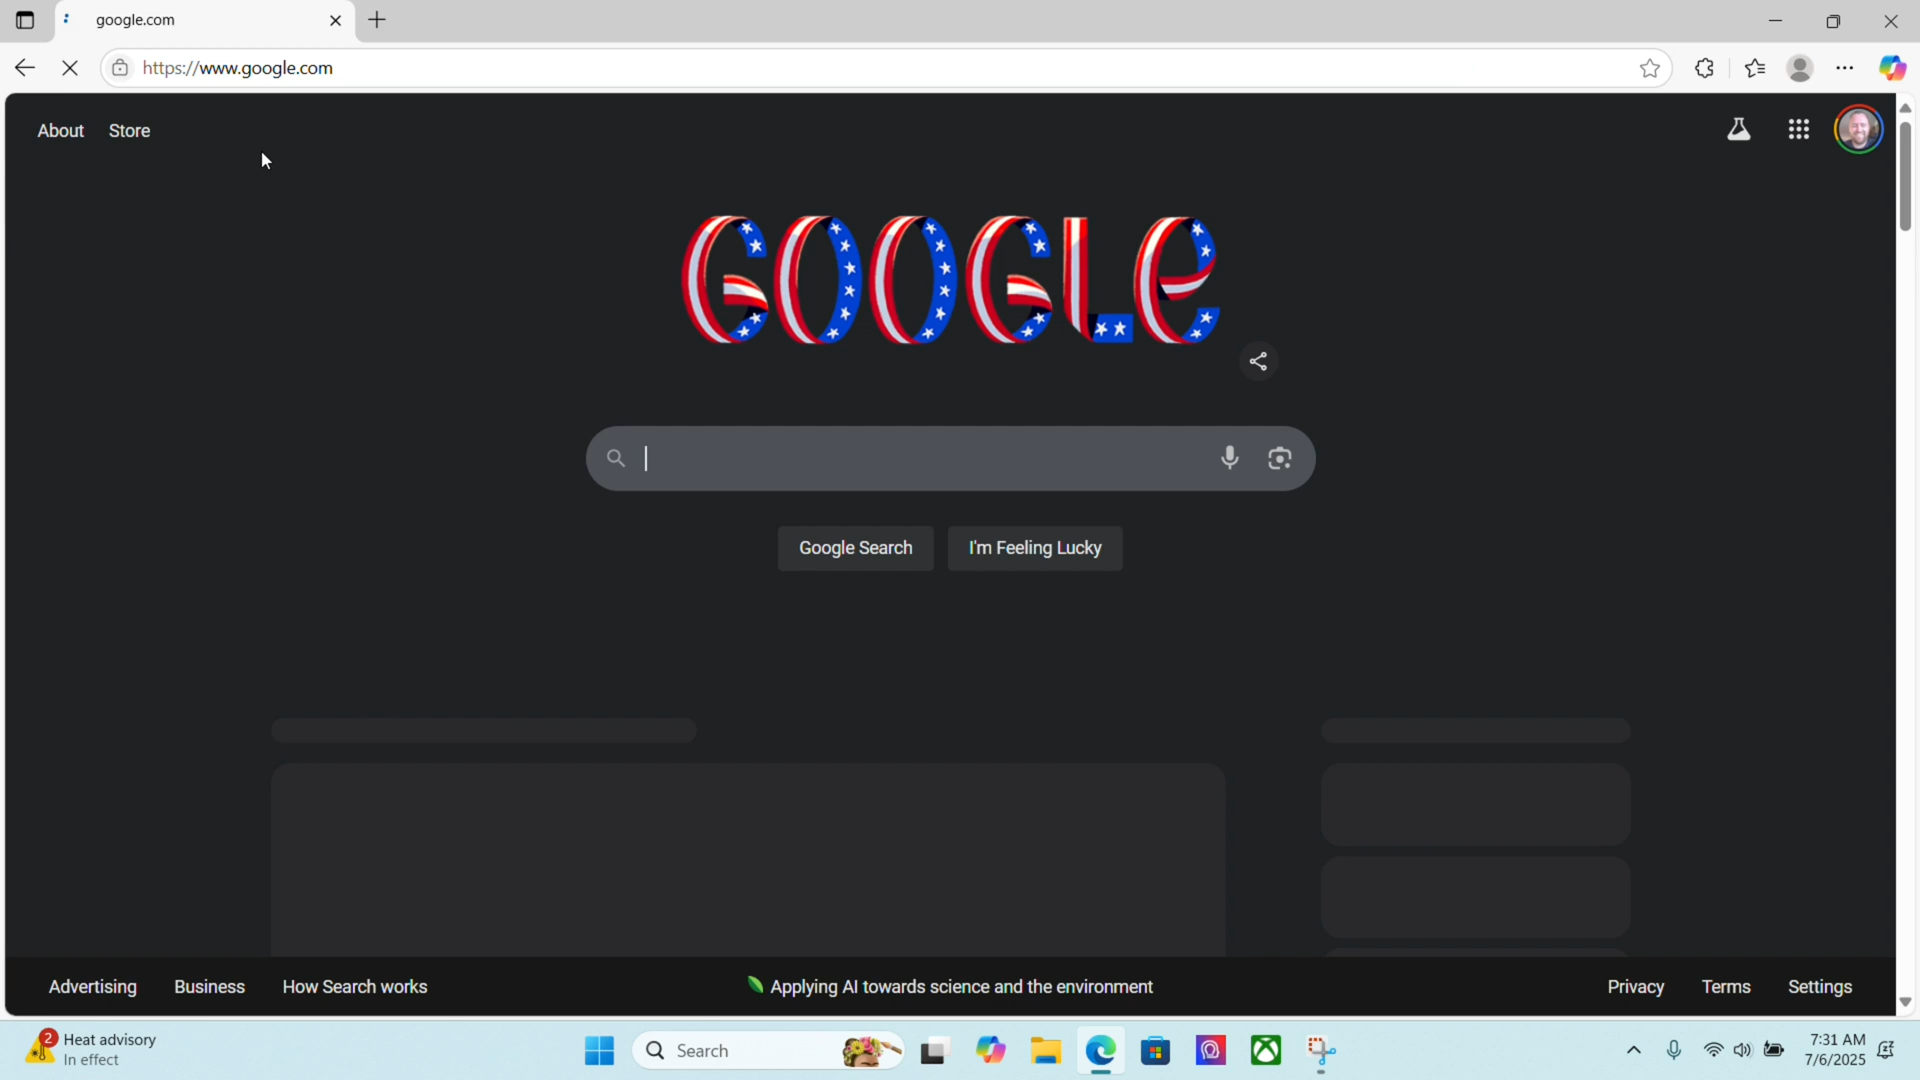 google.com
https://www.google.com
About Store
GOOGLe
Google Search I'm Feeling Lucky
Advertising Business How Search works Applying AI towards science and the environment Privacy Terms Settings
2 Heat advisory
In effect
Search
7:31 AM
7/6/2025